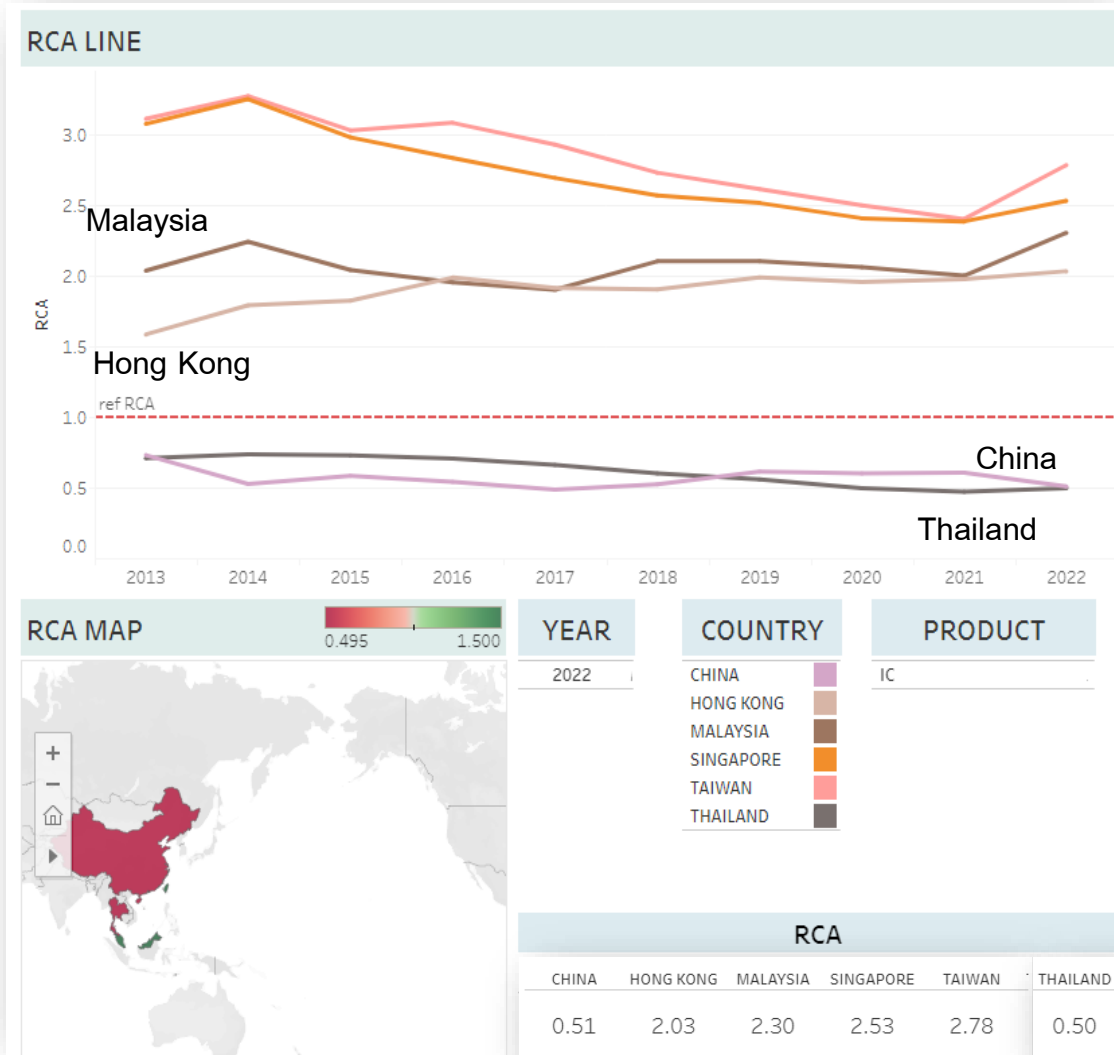 RCA LINE
3.0
2.5
Malaysia
2.0
RCA
1.5
Hong Kong
ref RCA
1.0
China
0.5
Thailand
0.0
2013 2014 2015 2016 2017 2018 2019 2020 2021 2022
RCA MAP
0.495 1.500
YEAR
2022
COUNTRY
CHINA
HONG KONG
MALAYSIA
SINGAPORE
TAIWAN
THAILAND
PRODUCT
IC
RCA
CHINA HONG KONG MALAYSIA SINGAPORE TAIWAN THAILAND
0.51 2.03 2.30 2.53 2.78 0.50